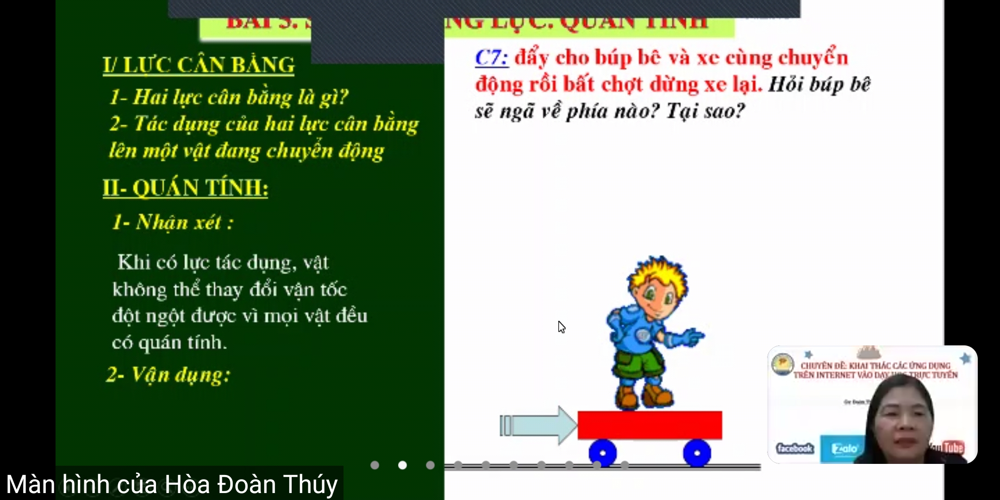 BÀI 5. S NG LỰC. QUÁN TÍNH
I/ LỰC CÂN BẰNG
1- Hai lực cân bằng là gì?
2- Tác dụng của hai lực cân bằng
lên một vật đang chuyển động
II- QUÁN TÍNH:
1- Nhận xét :
Khi có lực tác dụng, vật
không thể thay đổi vận tốc
đột ngột được vì mọi vật đều
có quán tính.
2- Vận dụng:
C7: đẩy cho búp bê và xe cùng chuyển
động rồi bất chợt dừng xe lại. Hỏi búp bê
sẽ ngã về phía nào? Tại sao?
CHUYÊN ĐỀ: KHAI THÁC CÁC ỨNG DỤNG
TRÊN INTERNET VÀO DẠY HỌC TRỰC TUYẾN
facebook
Zalo
YouTube
Màn hình của Hòa Đoàn Thúy